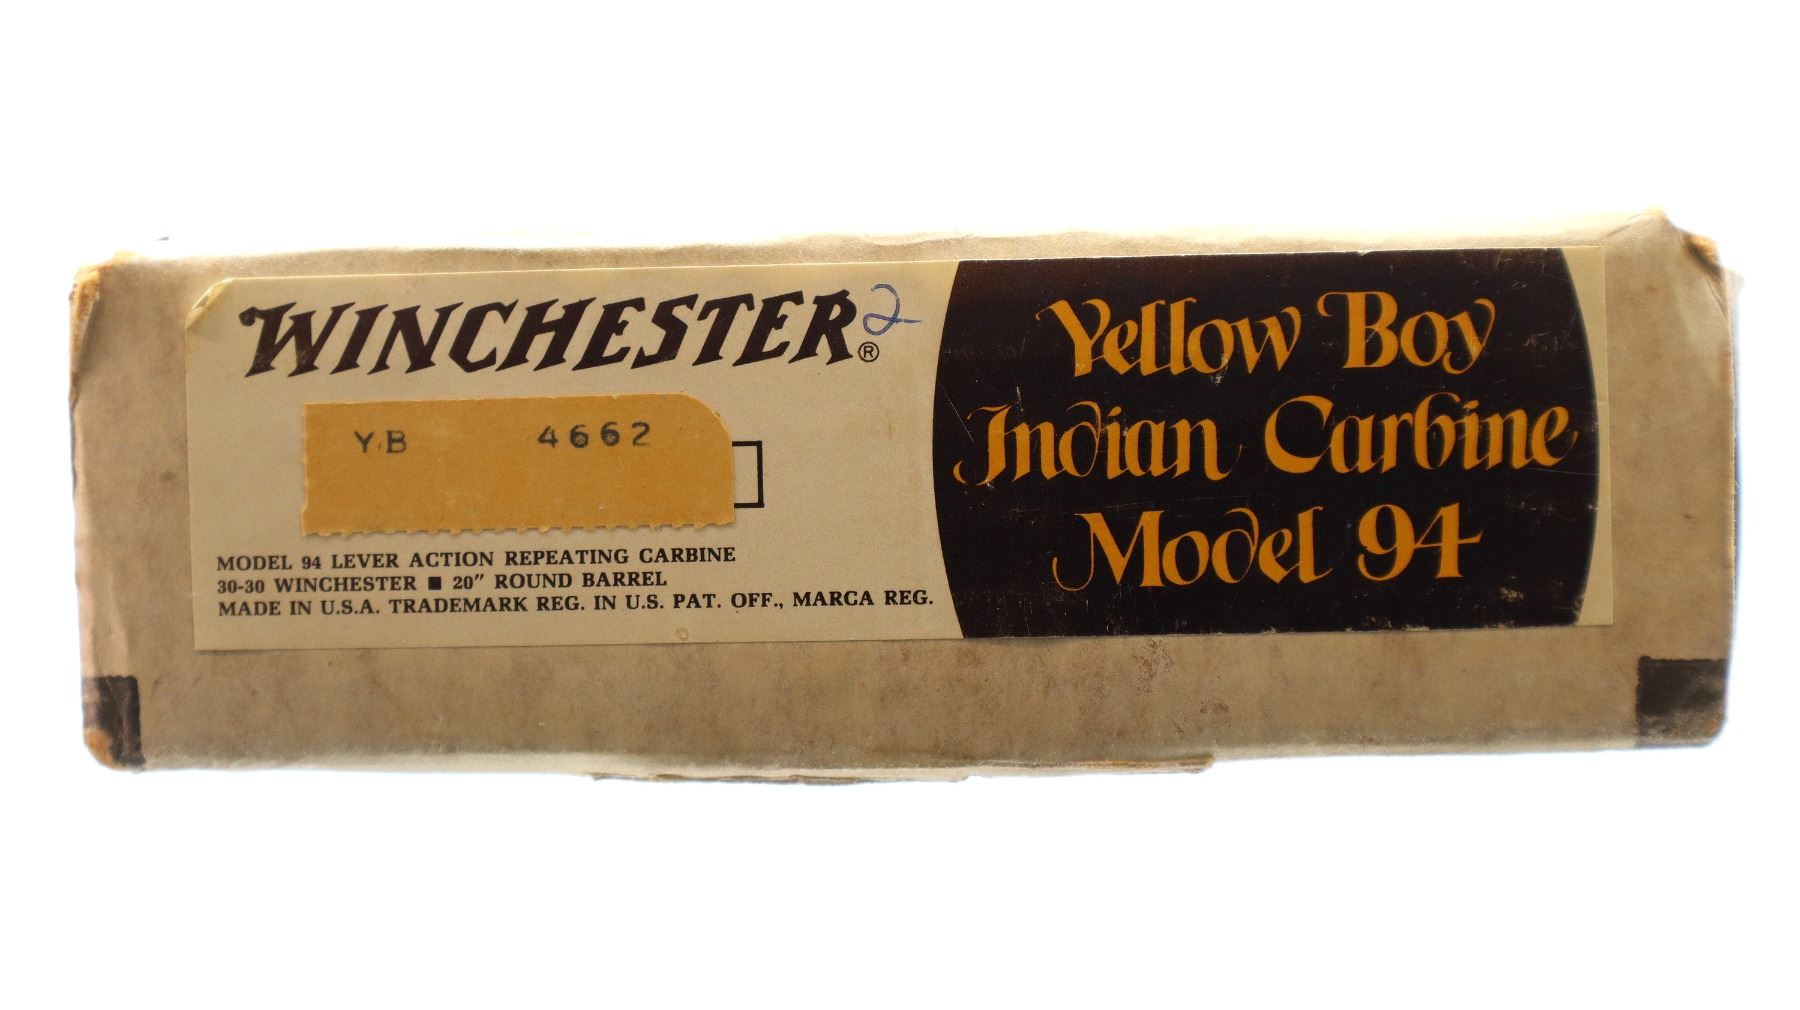 WINCHESTER® 2
YB 4662
MODEL 94 LEVER ACTION REPEATING CARBINE
30-30 WINCHESTER ■ 20" ROUND BARREL
MADE IN U.S.A. TRADEMARK REG. IN U.S. PAT. OFF., MARCA REG.
Yellow Boy
Indian Carbine
Model 94